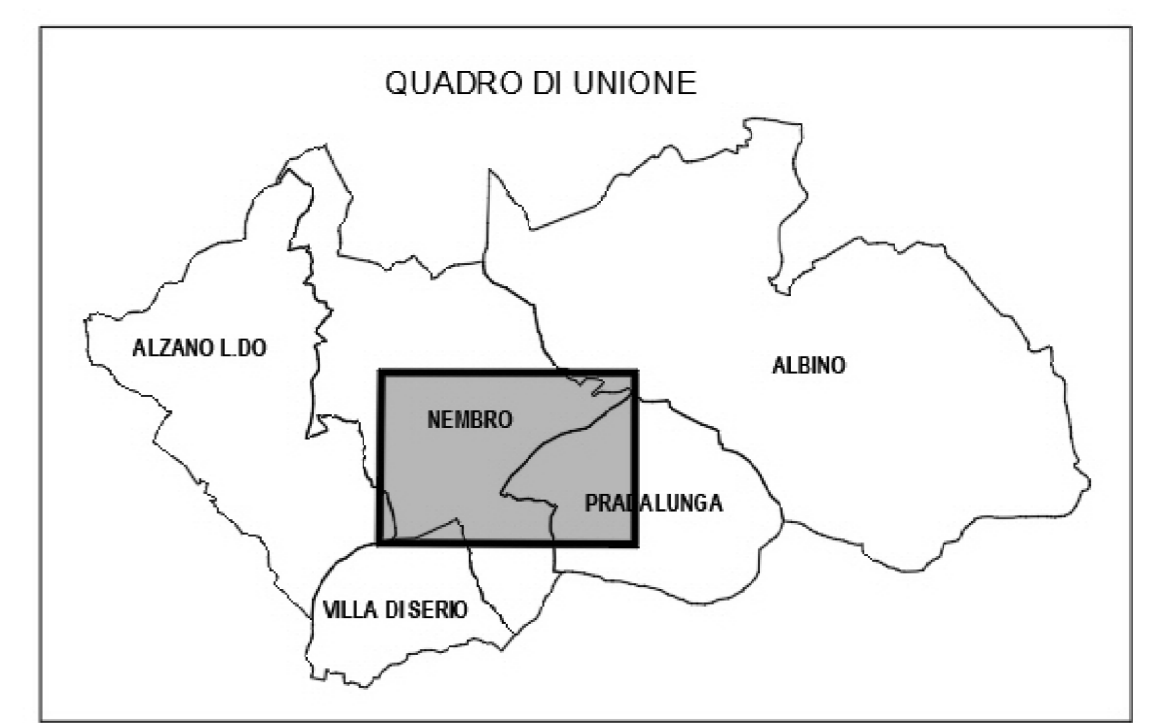 QUADRO DI UNIONE
ALZANO L.DO
ALBINO
NEMBRO
PRADALUNGA
VILLA DI SERIO